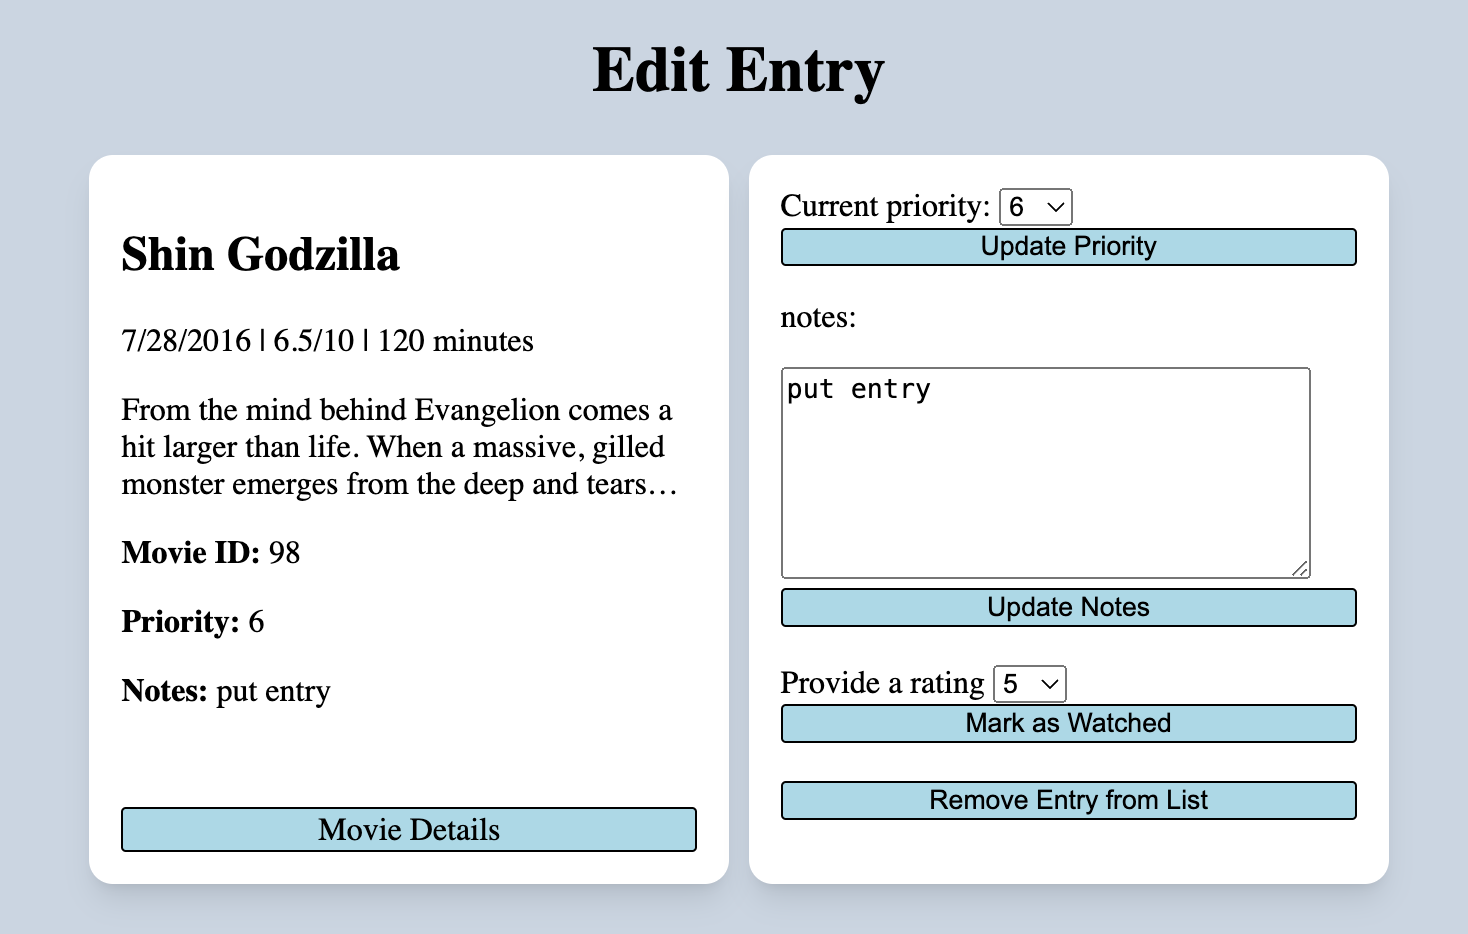 Edit Entry
Shin Godzilla
7/28/2016 | 6.5/10 | 120 minutes
From the mind behind Evangelion comes a
hit larger than life. When a massive, gilled
monster emerges from the deep and tears…
Movie ID: 98
Priority: 6
Notes: put entry
Movie Details
Current priority: 6
Update Priority
notes:
put entry
Update Notes
Provide a rating 5
Mark as Watched
Remove Entry from List